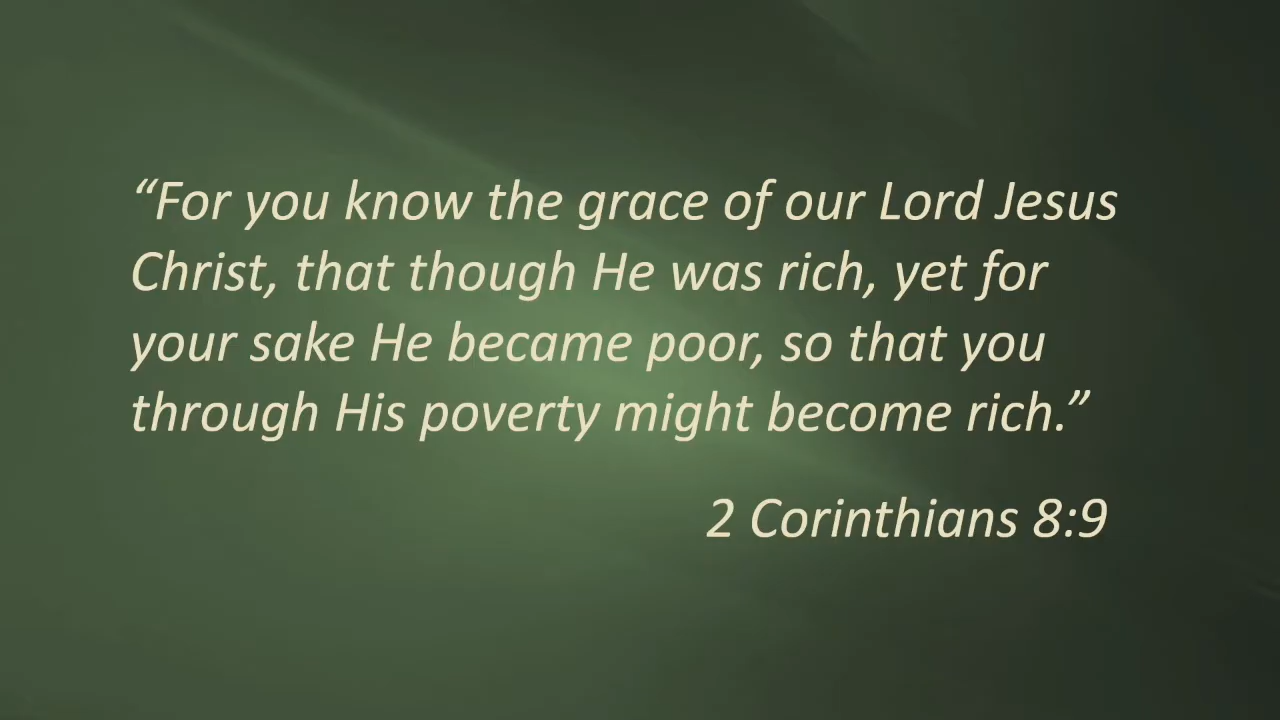 “For you know the grace of our Lord Jesus
Christ, that though He was rich, yet for
your sake He became poor, so that you
through His poverty might become rich.”
2 Corinthians 8:9